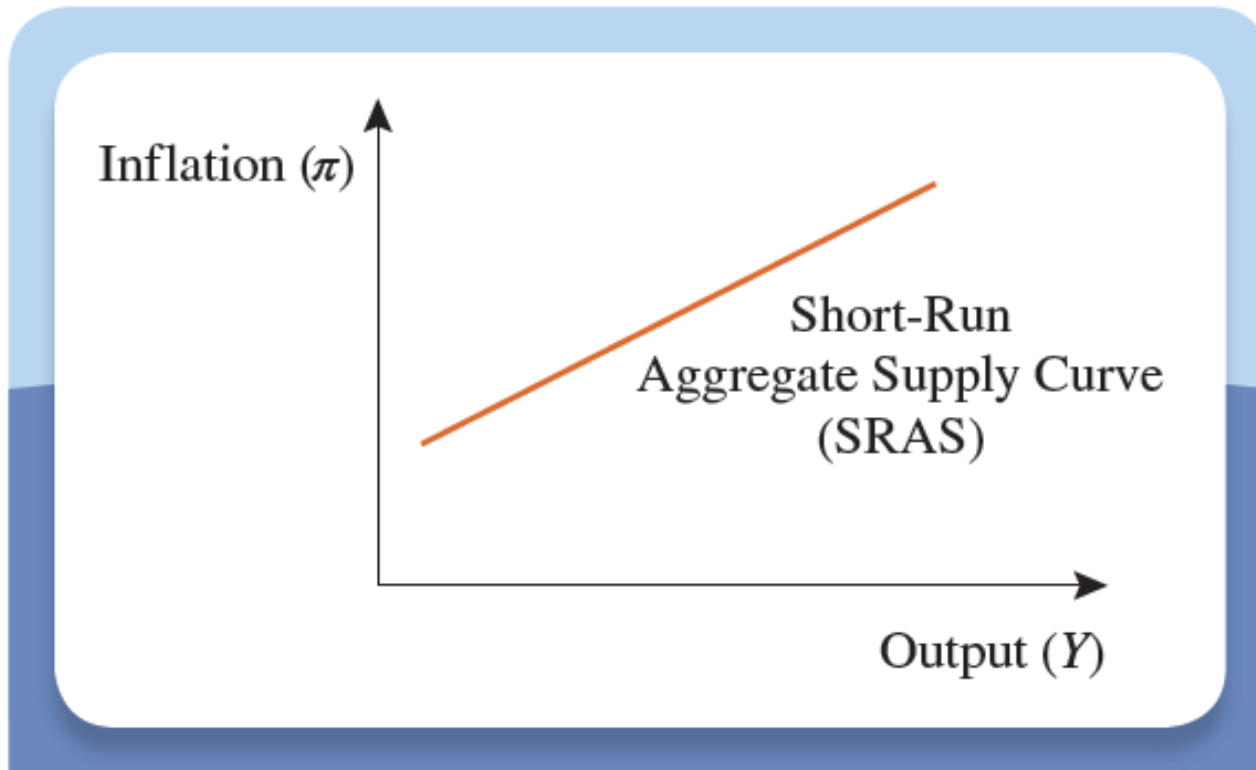 Inflation (π)
Short-Run
Aggregate Supply Curve
(SRAS)
Output (Y)